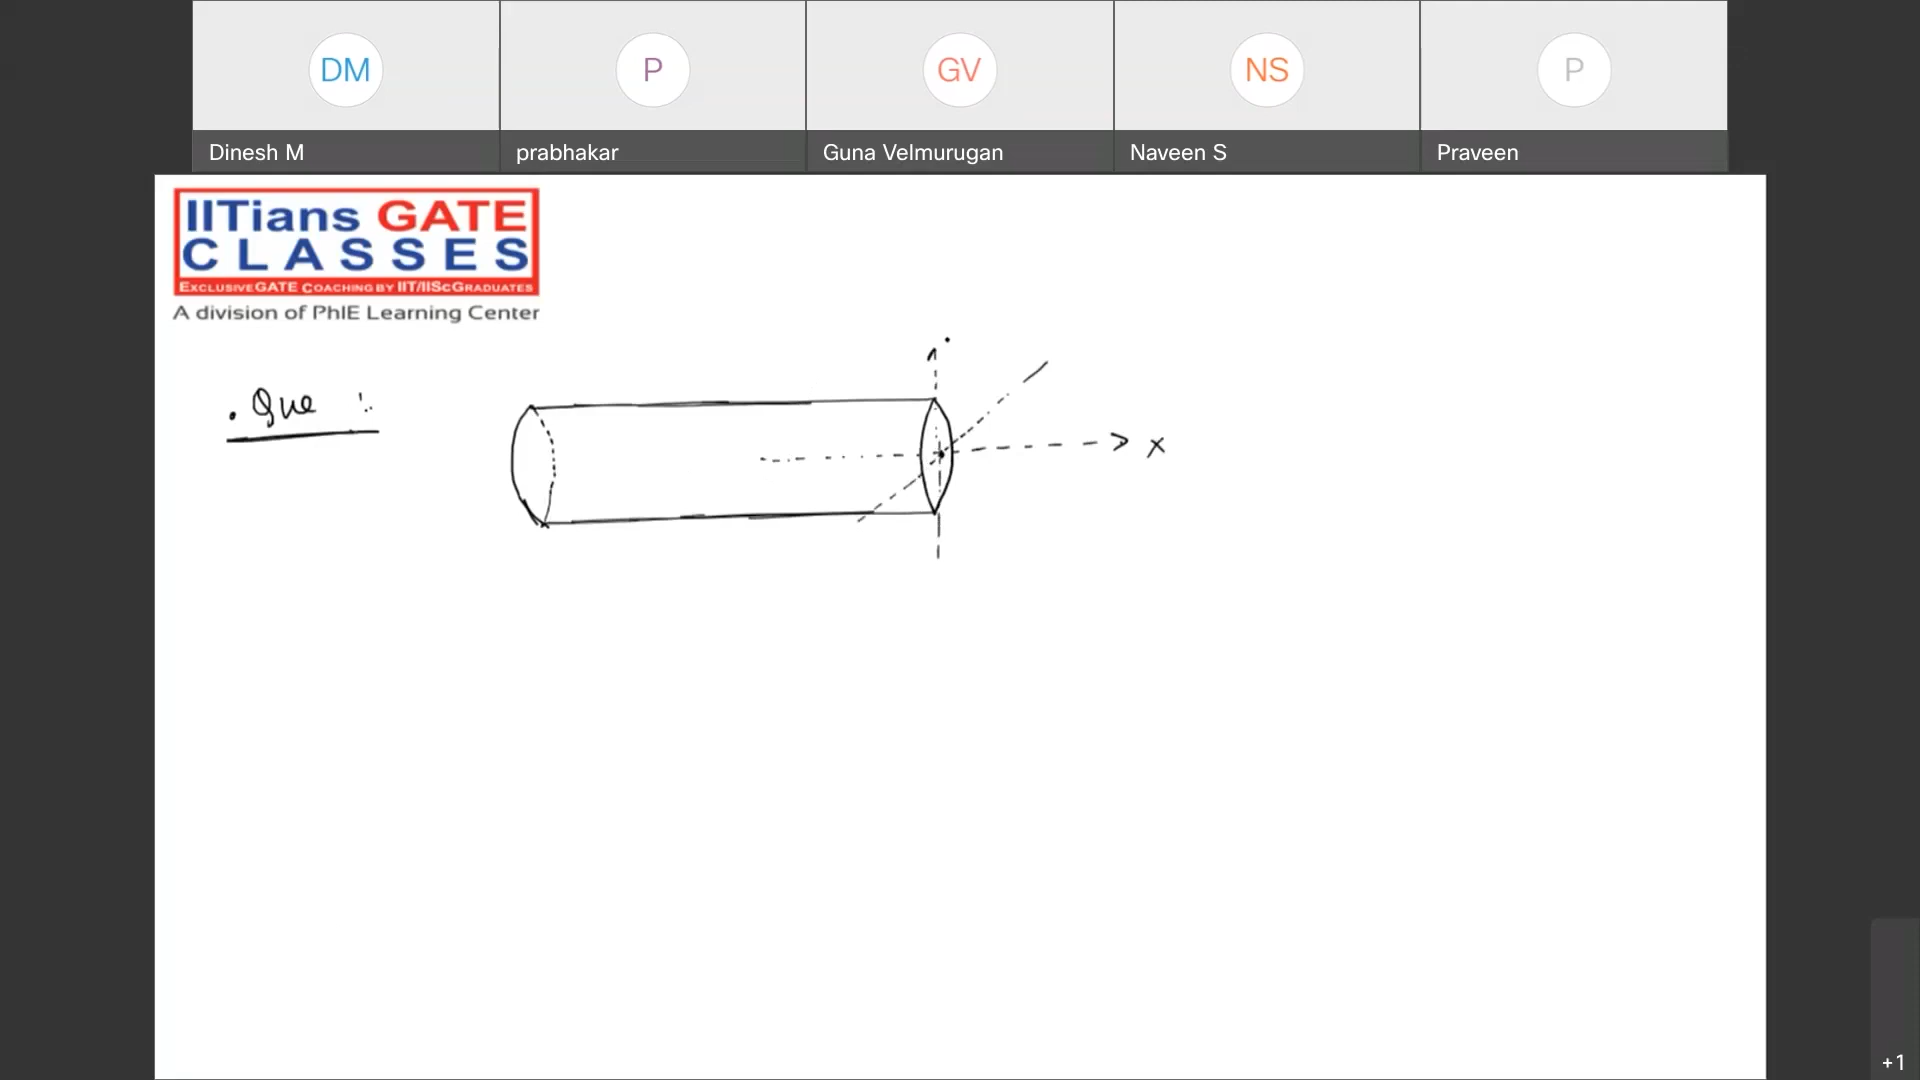 DM P GV NS P
Dinesh M prabhakar Guna Velmurugan Naveen S Praveen
IITians GATE
CLASSES
EXCLUSIVE GATE COACHING BY IIT/IISc GRADUATES
A division of PhIE Learning Center
. Que :
x
+1